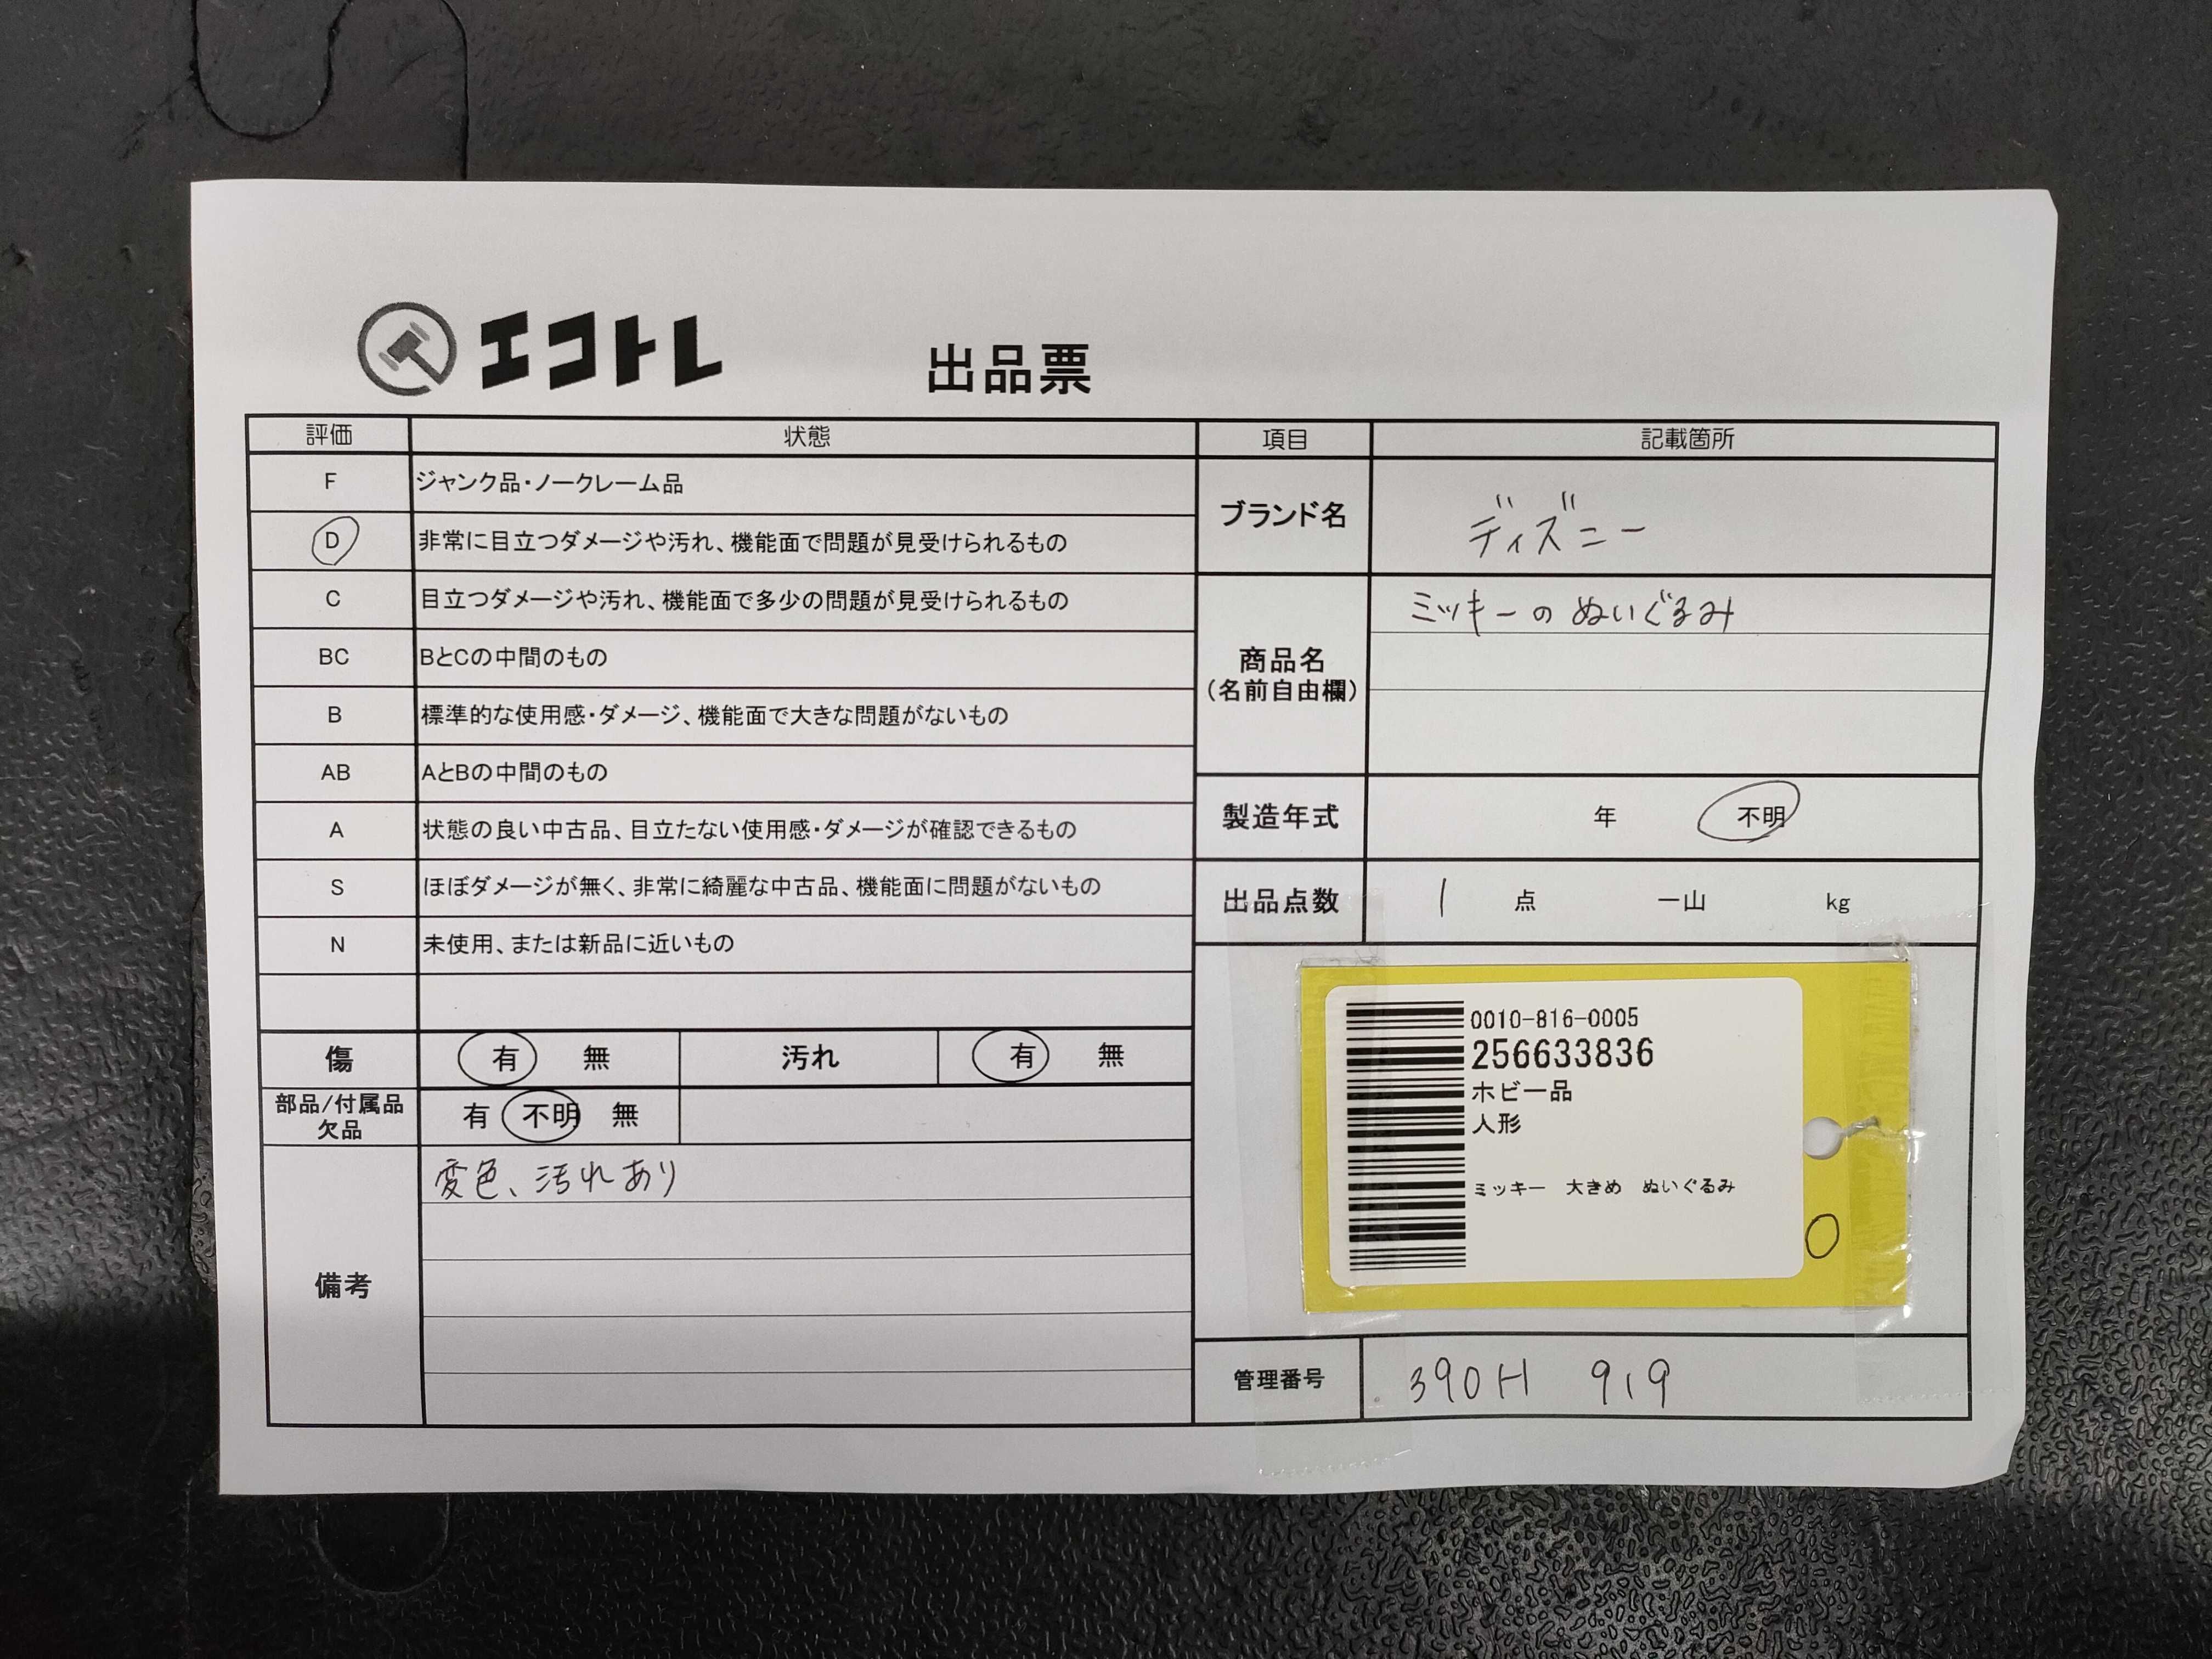 エコトレ
出品票
評価 状態
F ジャンク品・ノークレーム品
D 非常に目立つダメージや汚れ、機能面で問題が見受けられるもの
C 目立つダメージや汚れ、機能面で多少の問題が見受けられるもの
BC BとCの中間のもの
B 標準的な使用感・ダメージ、機能面で大きな問題がないもの
AB AとBの中間のもの
A 状態の良い中古品、目立たない使用感・ダメージが確認できるもの
S ほぼダメージが無く、非常に綺麗な中古品、機能面に問題がないもの
N 未使用、または新品に近いもの
傷 有 無 汚れ 有 無
部品/付属品
欠品
有 不明 無
備考
変色、汚れあり
項目 記載箇所
ブランド名 ディズニー
商品名
(名前自由欄)
ミッキーの ぬいぐるみ
製造年式 年 不明
出品点数 1 点 一山 kg
0010-816-0005
256633836
ホビー品
人形
ミッキー 大きめ ぬいぐるみ
管理番号 390H 919